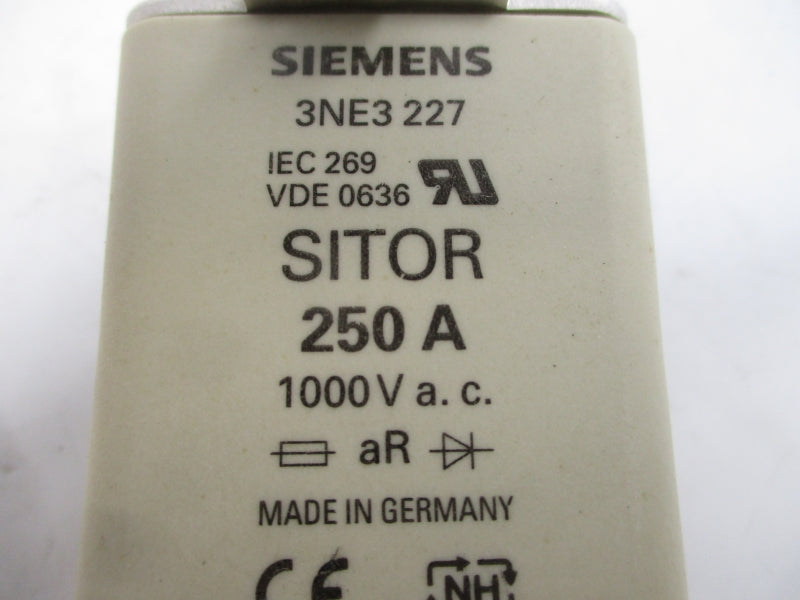 SIEMENS
3NE3 227
IEC 269
VDE 0636
SITOR
250 A
1000 V a. c.
aR
MADE IN GERMANY
CE
NH